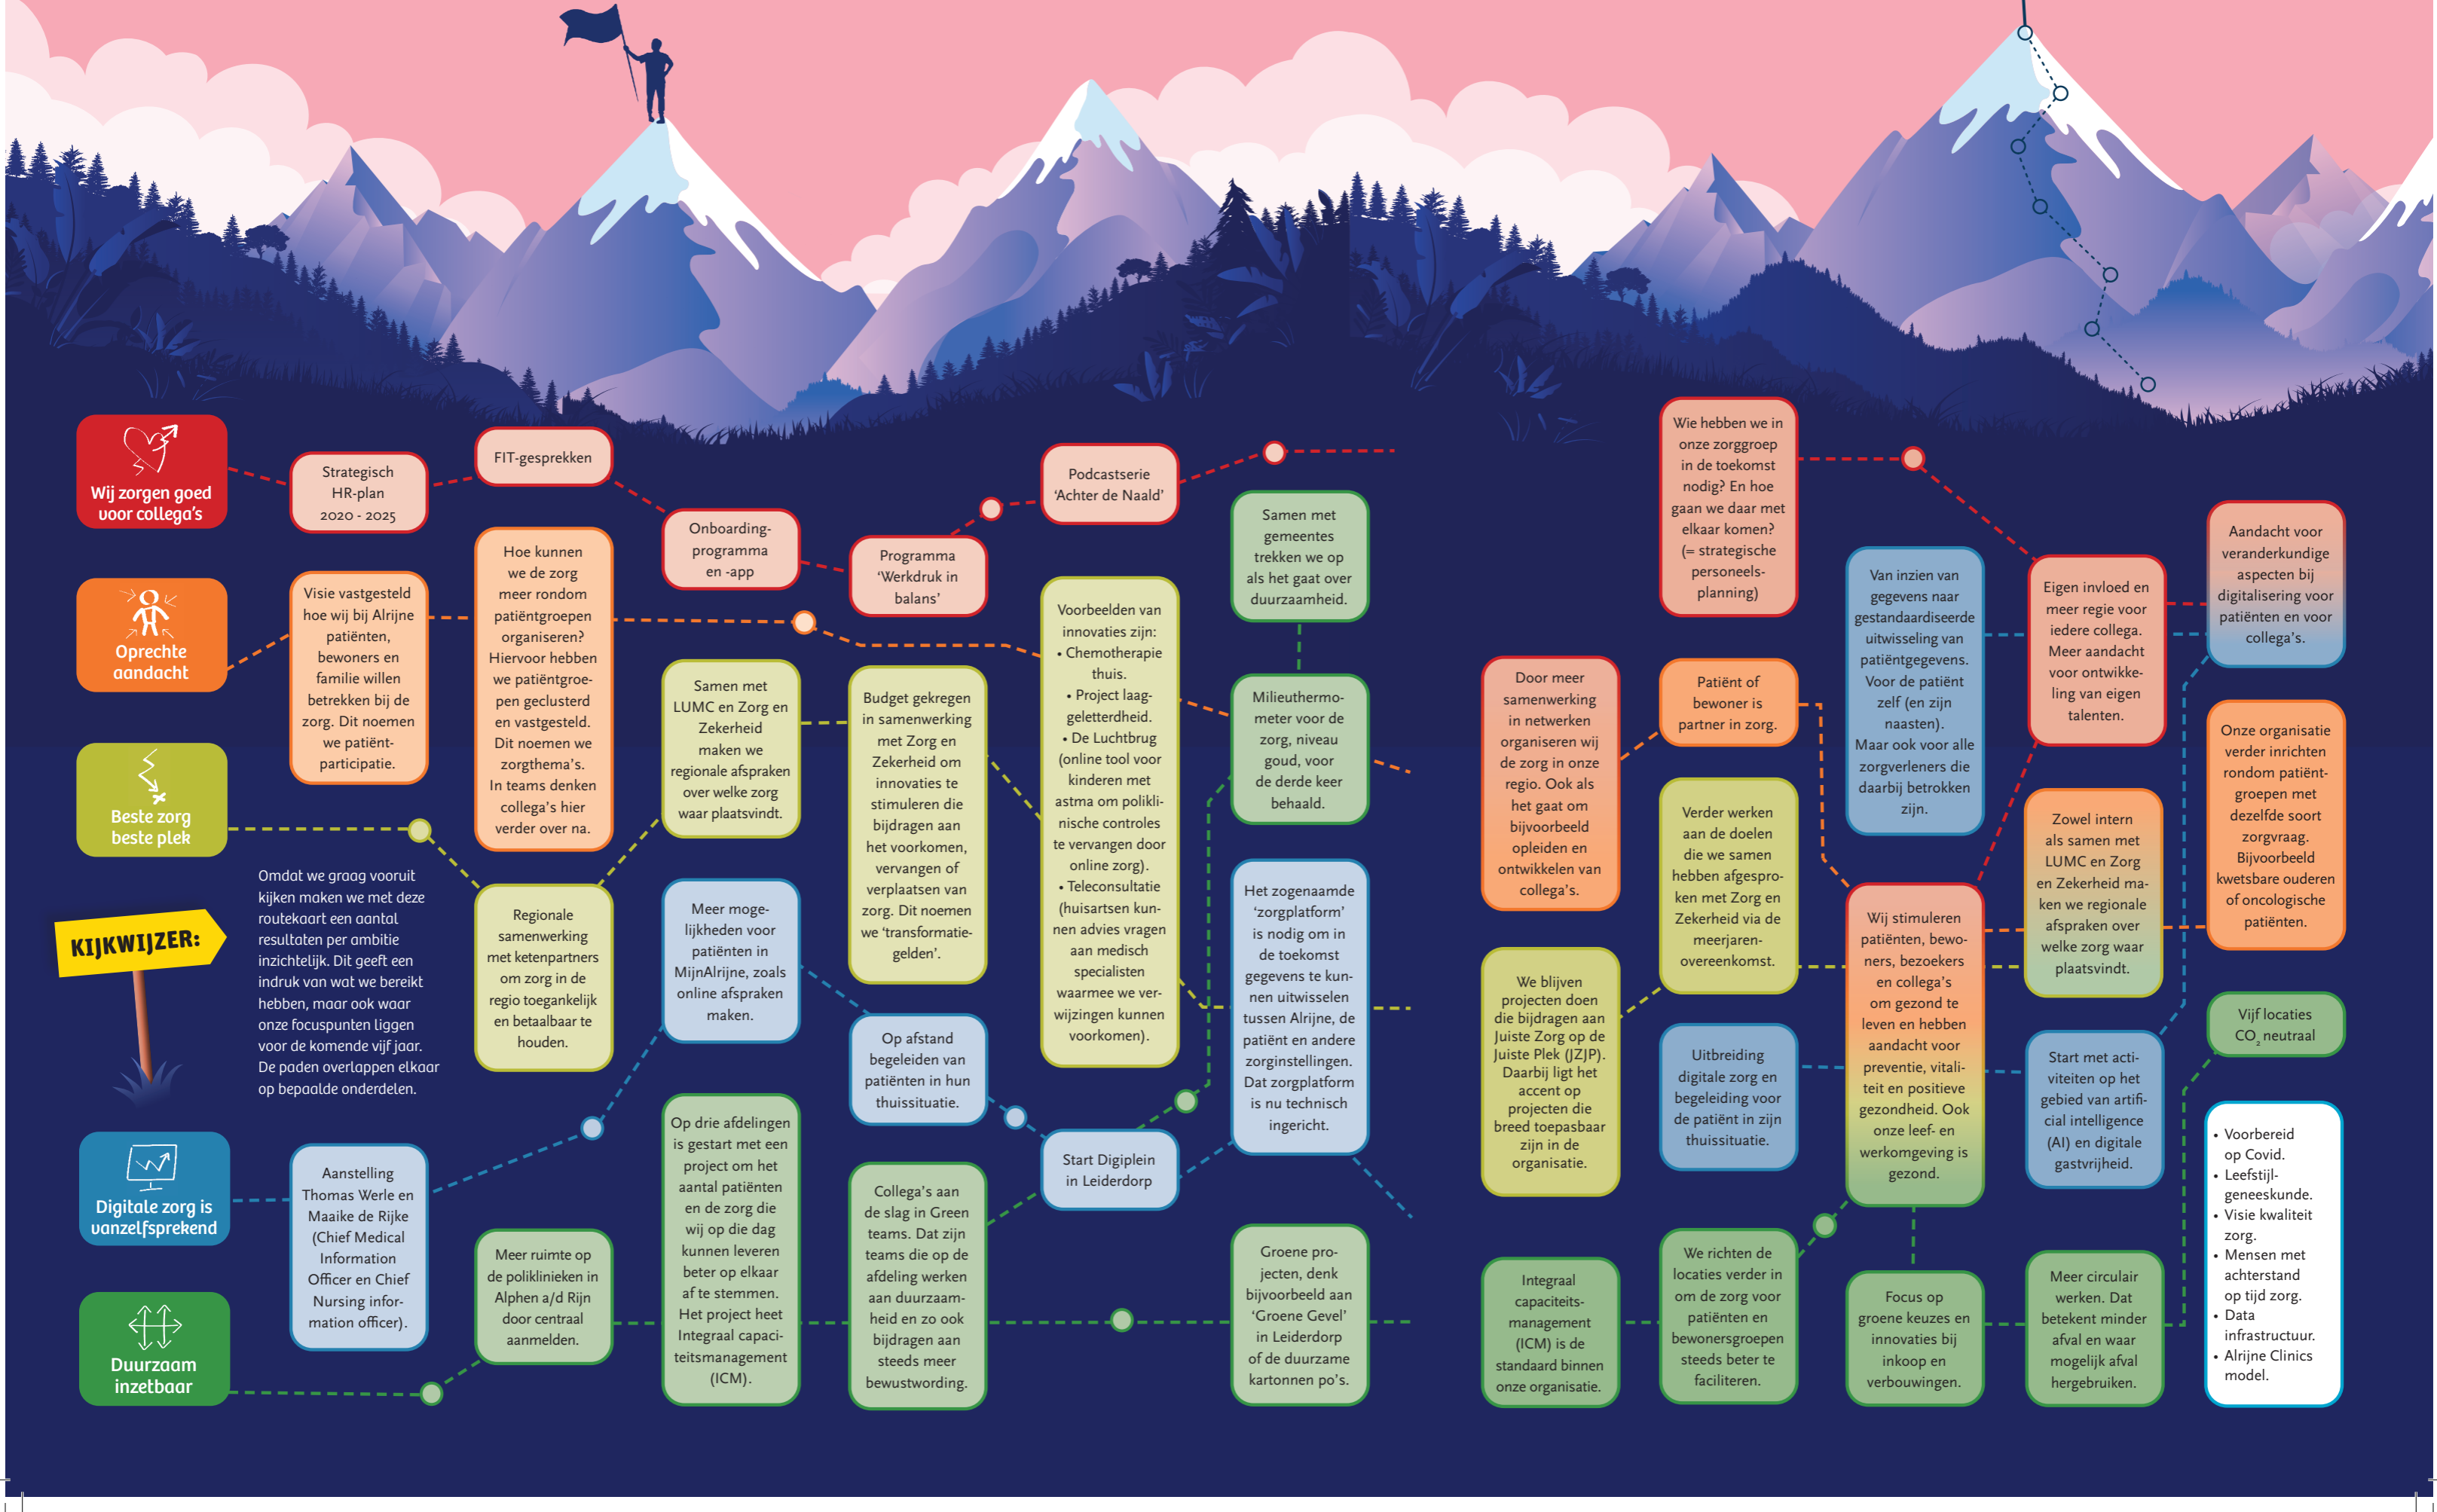 Wij zorgen goed
voor collega's
Strategisch
HR-plan
2020 - 2025
FIT-gesprekken
Onboarding-
programma
en -app
Programma
'Werkdruk in
balans'
Podcastserie
'Achter de Naald'
Oprechte
aandacht
Visie vastgesteld
hoe wij bij Alrijne
patiënten,
bewoners en
familie willen
betrekken bij de
zorg. Dit noemen
we patiënt-
participatie.
Hoe kunnen
we de zorg
meer rondom
patiëntgroepen
organiseren?
Hiervoor hebben
we patiëntgroe-
pen geclusterd
en vastgesteld.
Dit noemen we
zorgthema's.
In teams denken
collega's hier
verder over na.
Beste zorg
beste plek
Regionale
samenwerking
met ketenpartners
om zorg in de
regio toegankelijk
en betaalbaar te
houden.
Samen met
LUMC en Zorg en
Zekerheid
maken we
regionale afspraken
over welke zorg
waar plaatsvindt.
Budget gekregen
in samenwerking
met Zorg en
Zekerheid om
innovaties te
stimuleren die
bijdragen aan
het voorkomen,
vervangen of
verplaatsen van
zorg. Dit noemen
we 'transformatie-
gelden'.
Voorbeelden van
innovaties zijn:
• Chemotherapie
thuis.
• Project laag-
geletterdheid.
• De Luchtbrug
(online tool voor
kinderen met
astma om polikli-
nische controles
te vervangen door
online zorg).
• Teleconsultatie
(huisartsen kun-
nen advies vragen
aan medisch
specialisten
waarmee we ver-
wijzingen kunnen
voorkomen).
KIJKWIJZER:
Omdat we graag vooruit
kijken maken we met deze
routekaart een aantal
resultaten per ambitie
inzichtelijk. Dit geeft een
indruk van wat we bereikt
hebben, maar ook waar
onze focuspunten liggen
voor de komende vijf jaar.
De paden overlappen elkaar
op bepaalde onderdelen.
Digitale zorg is
vanzelfsprekend
Aanstelling
Thomas Werle en
Maaike de Rijke
(Chief Medical
Information
Officer en Chief
Nursing infor-
mation officer).
Meer moge-
lijkheden voor
patiënten in
MijnAlrijne, zoals
online afspraken
maken.
Op afstand
begeleiden van
patiënten in hun
thuissituatie.
Start Digiplein
in Leiderdorp
Het zogenaamde
'zorgplatform'
is nodig om in
de toekomst
gegevens te kun-
nen uitwisselen
tussen Alrijne, de
patiënt en andere
zorginstellingen.
Dat zorgplatform
is nu technisch
ingericht.
Duurzaam
inzetbaar
Meer ruimte op
de poliklinieken in
Alphen a/d Rijn
door centraal
aanmelden.
Op drie afdelingen
is gestart met een
project om het
aantal patiënten
en de zorg die
wij op die dag
kunnen leveren
beter op elkaar
af te stemmen.
Het project heet
Integraal capaci-
teitsmanagement
(ICM).
Collega's aan
de slag in Green
teams. Dat zijn
teams die op de
afdeling werken
aan duurzaam-
heid en zo ook
bijdragen aan
steeds meer
bewustwording.
Samen met
gemeentes
trekken we op
als het gaat over
duurzaamheid.
Milieuthermo-
meter voor de
zorg, niveau
goud, voor
de derde keer
behaald.
Groene pro-
jecten, denk
bijvoorbeeld aan
'Groene Gevel'
in Leiderdorp
of de duurzame
kartonnen po's.
Wie hebben we in
onze zorggroep
in de toekomst
nodig? En hoe
gaan we daar met
elkaar komen?
(= strategische
personeels-
planning)
Door meer
samenwerking
in netwerken
organiseren wij
de zorg in onze
regio. Ook als
het gaat om
bijvoorbeeld
opleiden en
ontwikkelen van
collega's.
Patiënt of
bewoner is
partner in zorg.
Verder werken
aan de doelen
die we samen
hebben afgespro-
ken met Zorg en
Zekerheid via de
meerjaren-
overeenkomst.
We blijven
projecten doen
die bijdragen aan
Juiste Zorg op de
Juiste Plek (JZJP).
Daarbij ligt het
accent op
projecten die
breed toepasbaar
zijn in de
organisatie.
Uitbreiding
digitale zorg en
begeleiding voor
de patiënt in zijn
thuissituatie.
Integraal
capaciteits-
management
(ICM) is de
standaard binnen
onze organisatie.
We richten de
locaties verder in
om de zorg voor
patiënten en
bewonersgroepen
steeds beter te
faciliteren.
Van inzien van
gegevens naar
gestandaardiseerde
uitwisseling van
patiëntgegevens.
Voor de patiënt
zelf (en zijn
naasten).
Maar ook voor alle
zorgverleners die
daarbij betrokken
zijn.
Wij stimuleren
patiënten, bewo-
ners, bezoekers
en collega's
om gezond te
leven en hebben
aandacht voor
preventie, vitali-
teit en positieve
gezondheid. Ook
onze leef- en
werkomgeving is
gezond.
Focus op
groene keuzes en
innovaties bij
inkoop en
verbouwingen.
Eigen invloed en
meer regie voor
iedere collega.
Meer aandacht
voor ontwikke-
ling van eigen
talenten.
Zowel intern
als samen met
LUMC en Zorg
en Zekerheid ma-
ken we regionale
afspraken over
welke zorg waar
plaatsvindt.
Start met acti-
viteiten op het
gebied van artifi-
cial intelligence
(AI) en digitale
gastvrijheid.
Meer circulair
werken. Dat
betekent minder
afval en waar
mogelijk afval
hergebruiken.
Aandacht voor
veranderkundige
aspecten bij
digitalisering voor
patiënten en voor
collega's.
Onze organisatie
verder inrichten
rondom patiënt-
groepen met
dezelfde soort
zorgvraag.
Bijvoorbeeld
kwetsbare ouderen
of oncologische
patiënten.
Vijf locaties
CO₂ neutraal
• Voorbereid
op Covid.
• Leefstijl-
geneeskunde.
• Visie kwaliteit
zorg.
• Mensen met
achterstand
op tijd zorg.
• Data
infrastructuur.
• Alrijne Clinics
model.